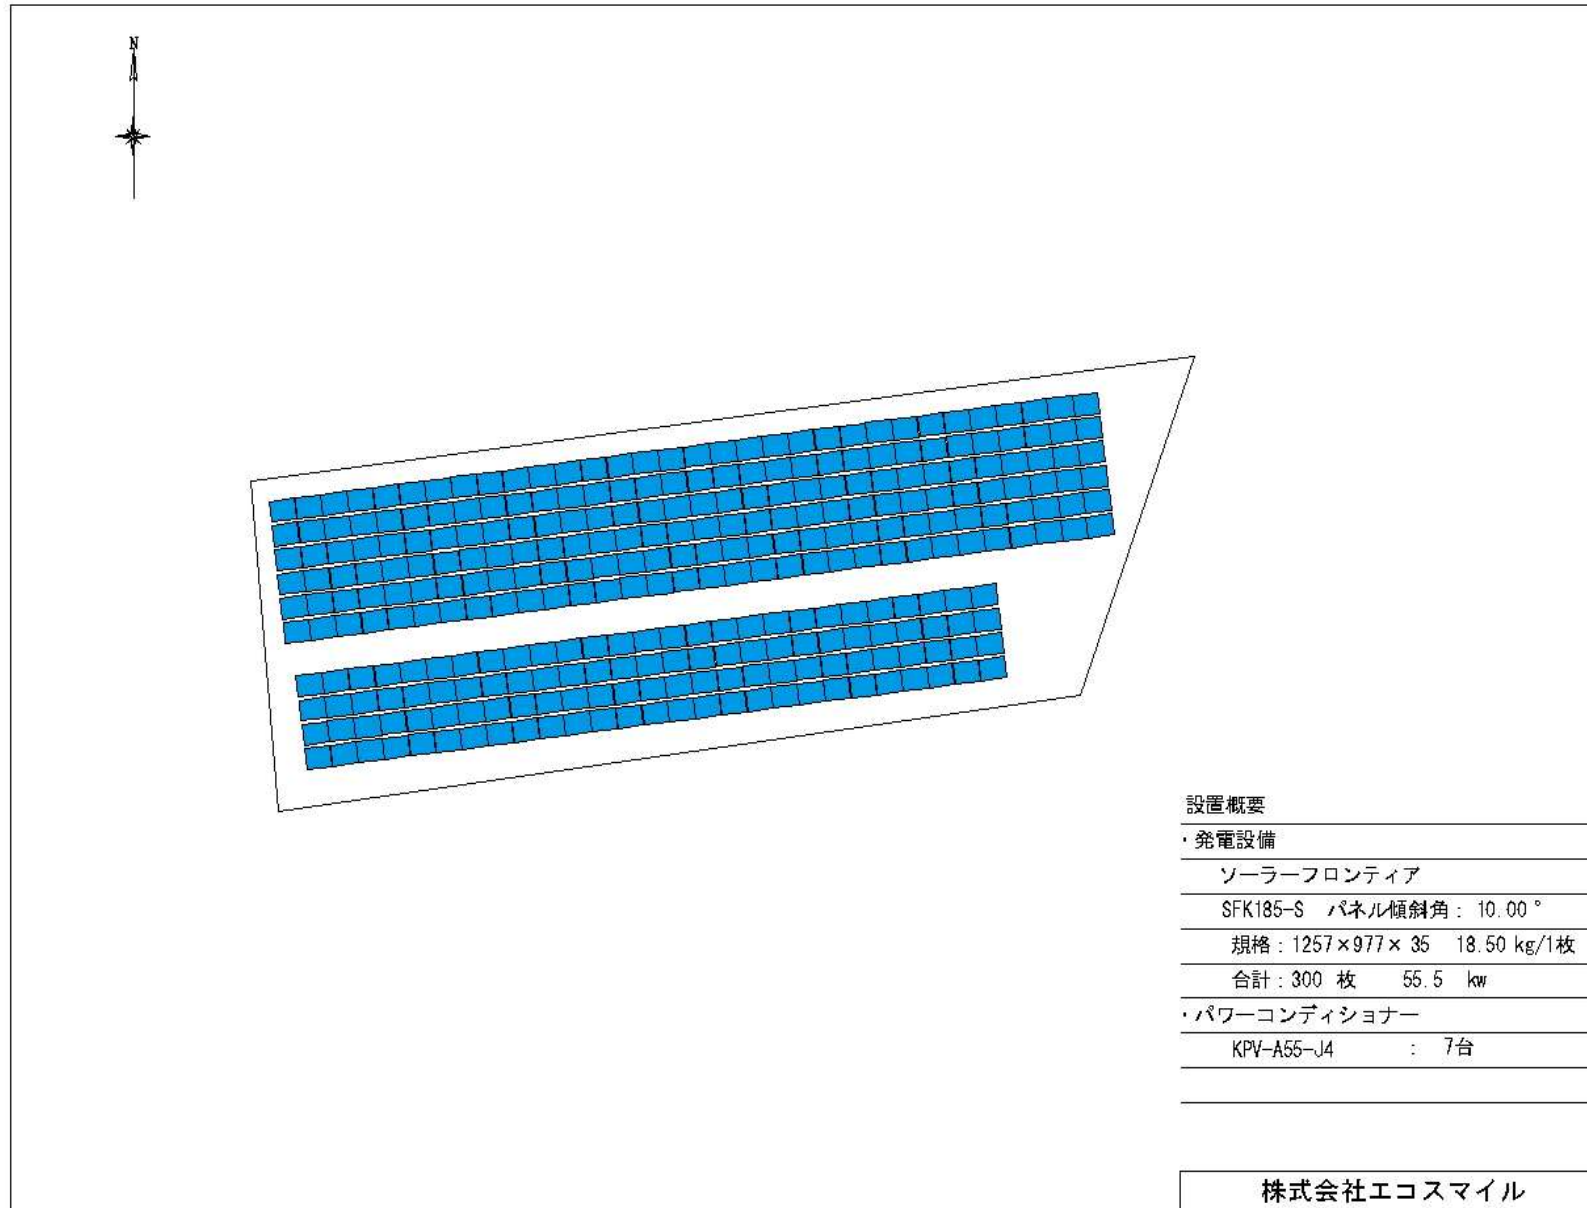 N
設置概要
・発電設備
ソーラーフロンティア
SFK185-S パネル傾斜角： 10.00 °
規格：1257×977× 35 18.50 kg/1枚
合計：300 枚 55.5 kw
・パワーコンディショナー
KPV-A55-J4 ： 7台
株式会社エコスマイル